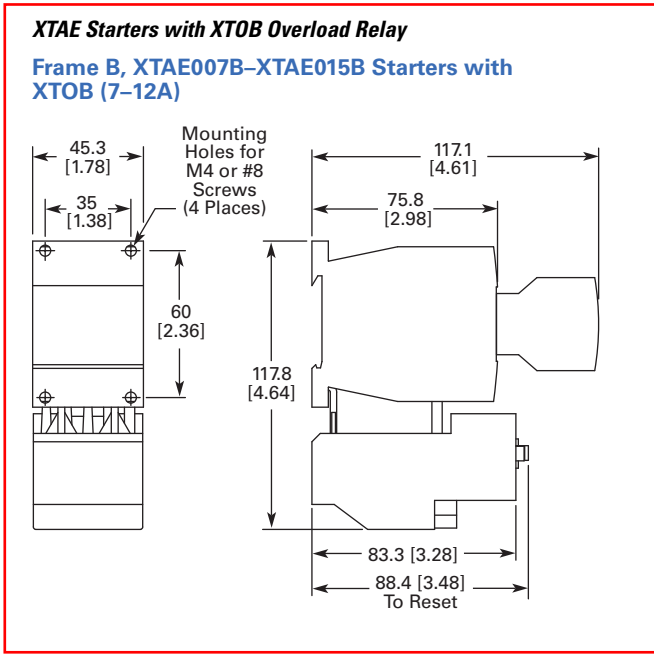 XTAE Starters with XTOB Overload Relay
Frame B, XTAE007B–XTAE015B Starters with
XTOB (7–12A)
45.3
[1.78]
35
[1.38]
Mounting
Holes for
M4 or #8
Screws
(4 Places)
60
[2.36]
117.1
[4.61]
75.8
[2.98]
117.8
[4.64]
83.3 [3.28]
88.4 [3.48]
To Reset